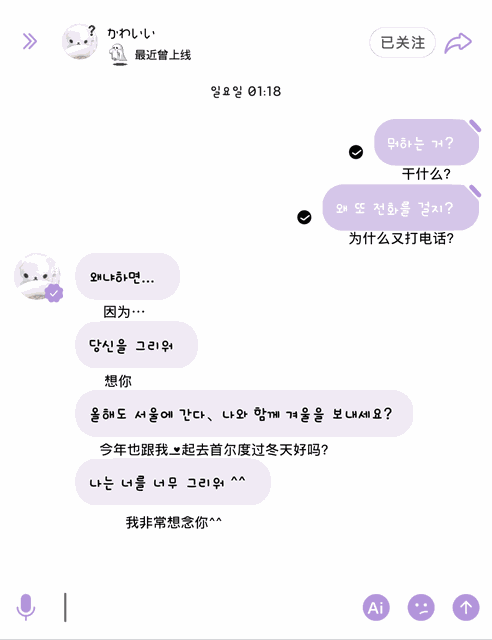 かわいい
最近曾上线
已关注
일요일 01:18
뭐하는 거?
干什么?
왜 또 전화를 걸지?
为什么又打电话?
왜냐하면...
因为…
당신을 그리워
想你
올해도 서울에 간다、나와 함께 겨울을 보내세요?
今年也跟我一起去首尔度过冬天好吗?
나는 너를 너무 그리워 ^^
我非常想念你^^
Ai